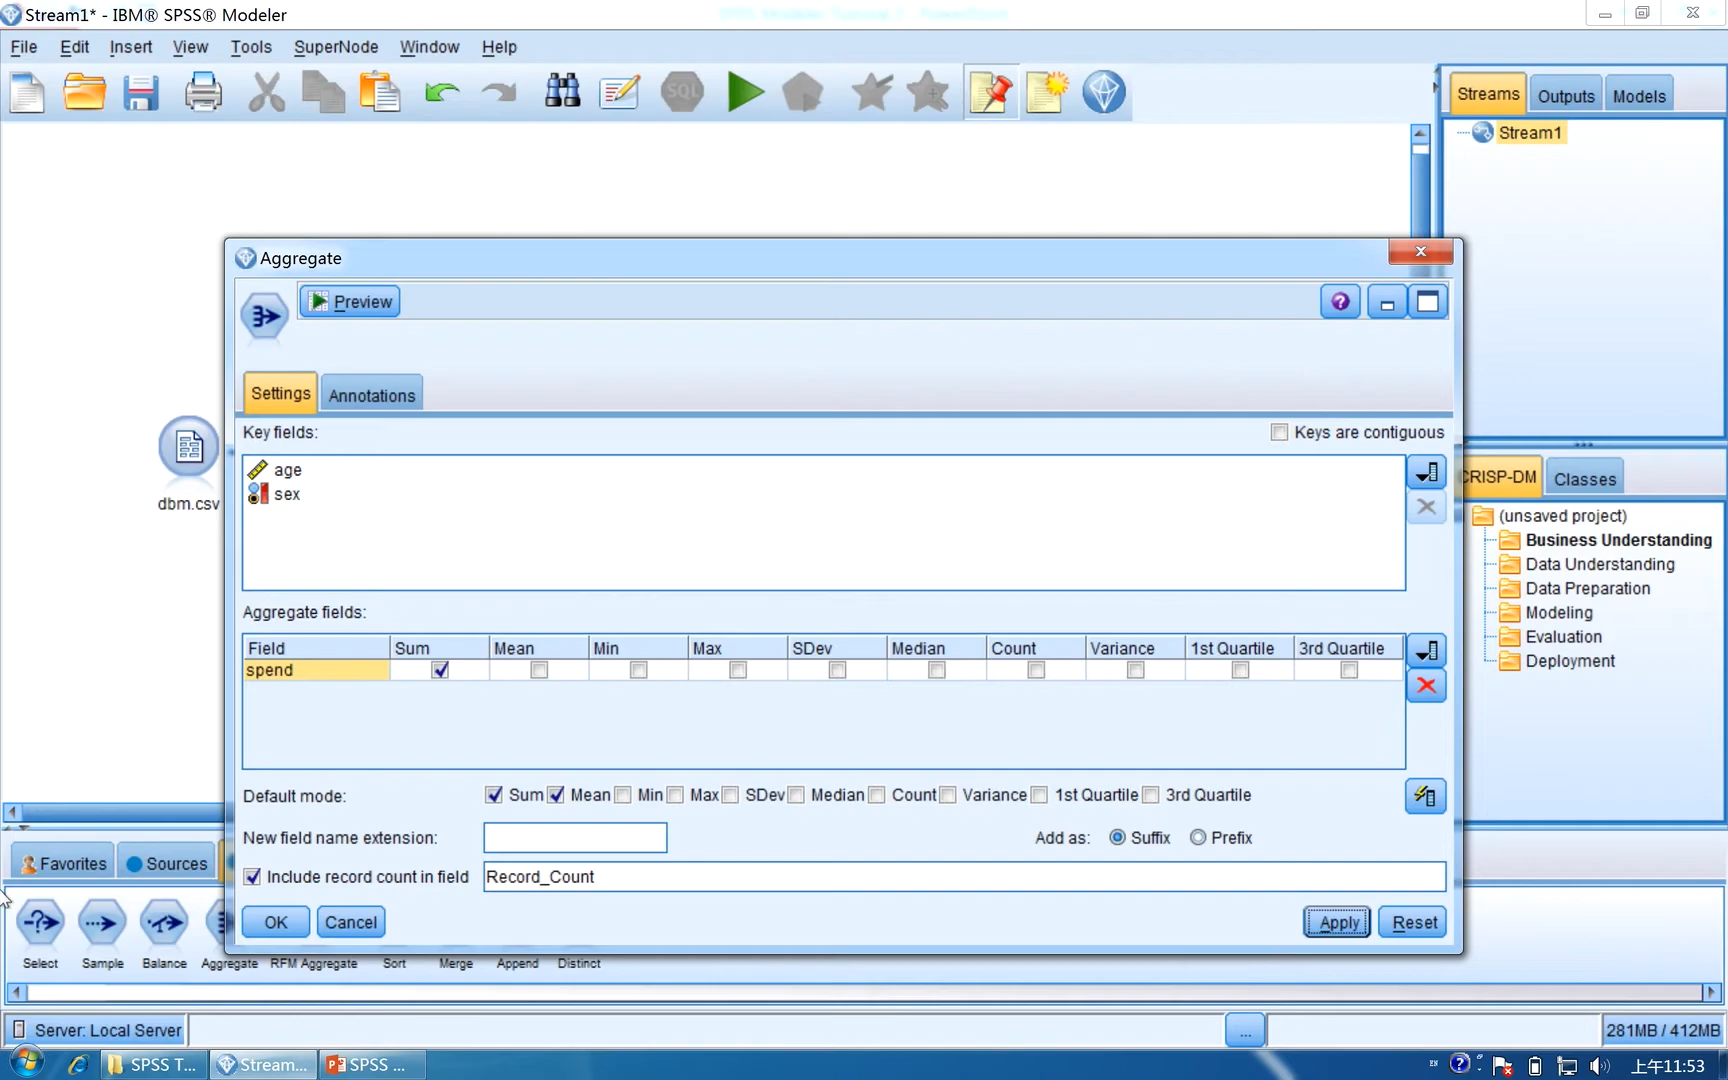 Stream1* - IBM® SPSS® Modeler
File Edit Insert View Tools SuperNode Window Help
SQL
Streams Outputs Models
Stream1
Aggregate
Preview
Settings Annotations
Key fields:
Keys are contiguous
age
sex
dbm.csv
CRISP-DM Classes
(unsaved project)
Business Understanding
Data Understanding
Data Preparation
Modeling
Evaluation
Deployment
Aggregate fields:
Field Sum Mean Min Max SDev Median Count Variance 1st Quartile 3rd Quartile
spend
Default mode: Sum Mean Min Max SDev Median Count Variance 1st Quartile 3rd Quartile
New field name extension: Add as: Suffix Prefix
Include record count in field Record_Count
OK Cancel Apply Reset
Favorites Sources
Select Sample Balance Aggregate RFM Aggregate Sort Merge Append Distinct
Server: Local Server ... 281MB / 412MB
SPSS T... Stream... SPSS ... EN 上午11:53